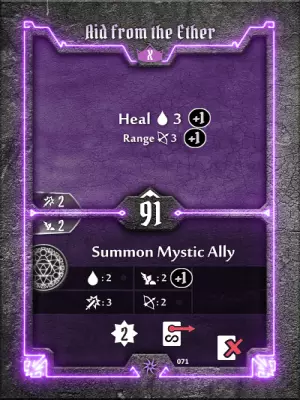 Aid from the Ether
X
Heal 3 +1
Range 3 +1
2
91
2
Summon Mystic Ally
: 2 : 2 +1
: 3 : 2
2
071